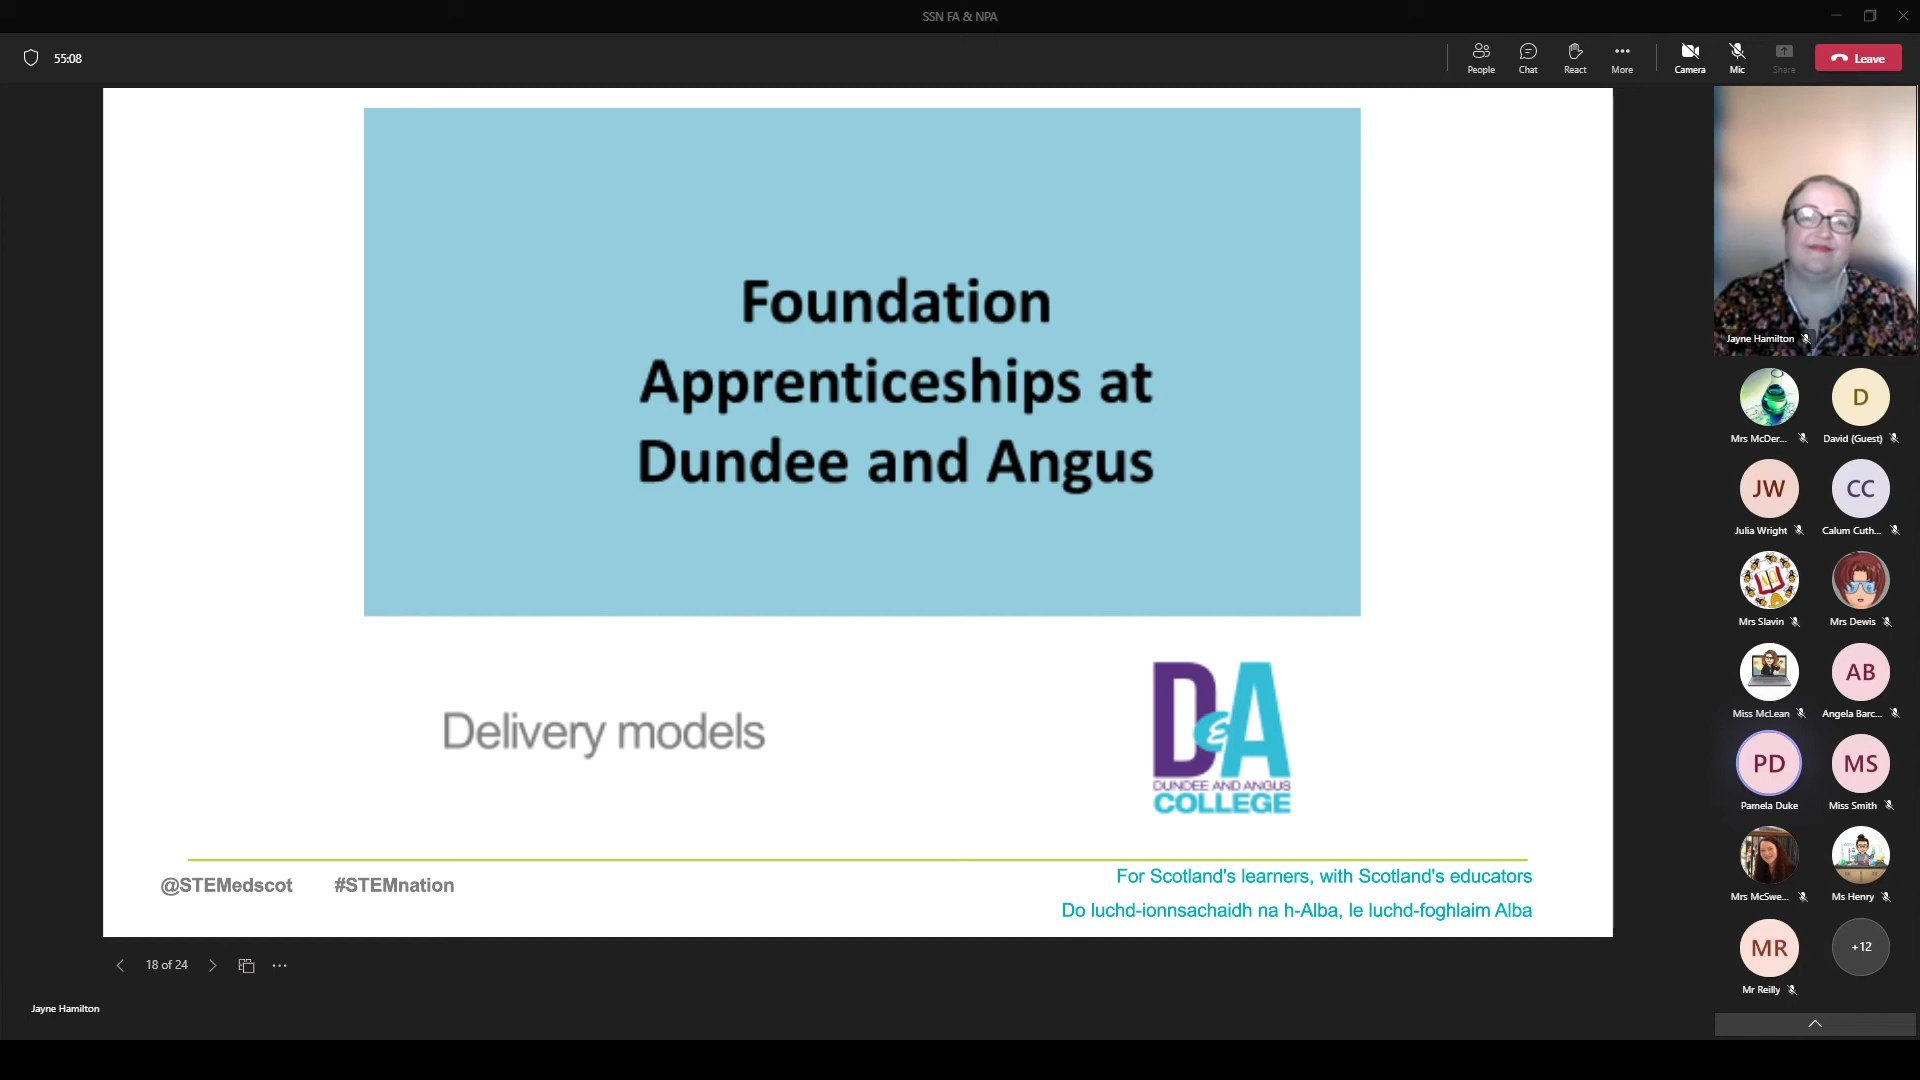 SSN FA & NPA
55:08
People
Chat
React
More
Camera
Mic
Share
Leave
Foundation
Apprenticeships at
Dundee and Angus
Delivery models
D&A
DUNDEE AND ANGUS
COLLEGE
@STEMedscot #STEMnation
For Scotland's learners, with Scotland's educators
Do luchd-ionnsachaidh na h-Alba, le luchd-foghlaim Alba
18 of 24
Jayne Hamilton
Jayne Hamilton
D
Mrs McDer...
David (Guest)
JW
CC
Julia Wright
Calum Cuth...
Mrs Slavin
Mrs Dewis
AB
Miss McLean
Angela Barc...
PD
MS
Pamela Duke
Miss Smith
Mrs McSwe...
Ms Henry
MR
+12
Mr Reilly